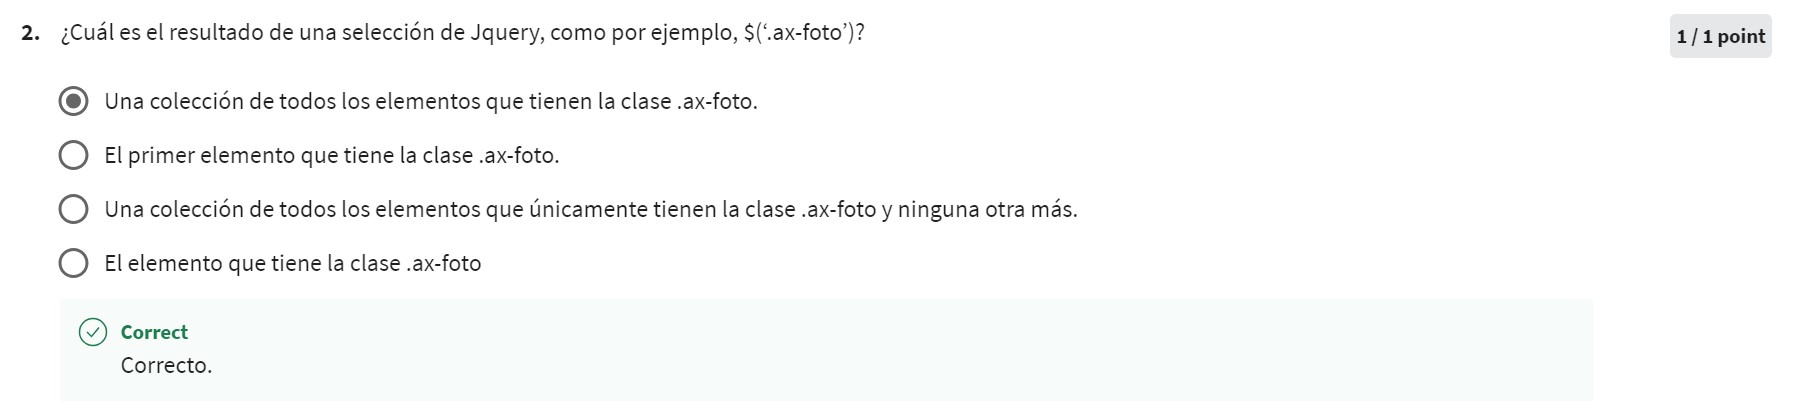 2. ¿Cuál es el resultado de una selección de Jquery, como por ejemplo, $(‘.ax-foto’)?
1 / 1 point
Una colección de todos los elementos que tienen la clase .ax-foto.
El primer elemento que tiene la clase .ax-foto.
Una colección de todos los elementos que únicamente tienen la clase .ax-foto y ninguna otra más.
El elemento que tiene la clase .ax-foto
Correct
Correcto.